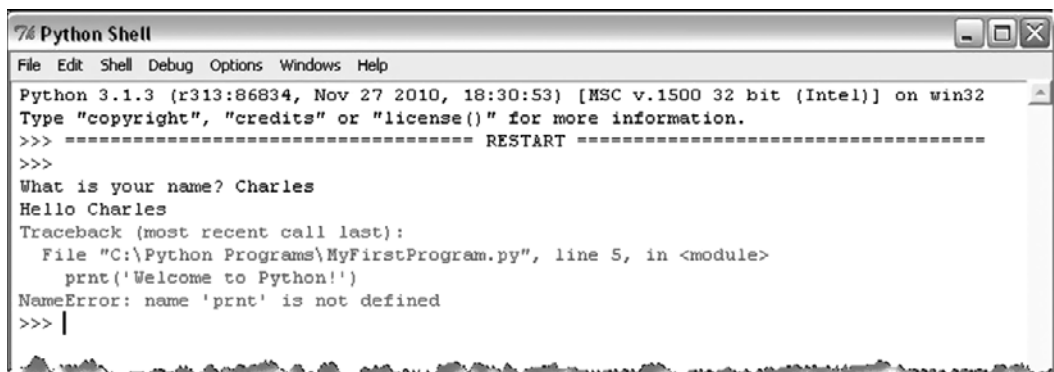 7% Python Shell
File Edit Shell Debug Options Windows Help
Python 3.1.3 (r313:86834, Nov 27 2010, 18:30:53) [MSC v.1500 32 bit (Intel)] on win32
Type "copyright", "credits" or "license()" for more information.
>>> ==================================== RESTART ====================================
>>>
What is your name? Charles
Hello Charles
Traceback (most recent call last):
  File "C:\Python Programs\MyFirstProgram.py", line 5, in <module>
    prnt('Welcome to Python!')
NameError: name 'prnt' is not defined
>>>